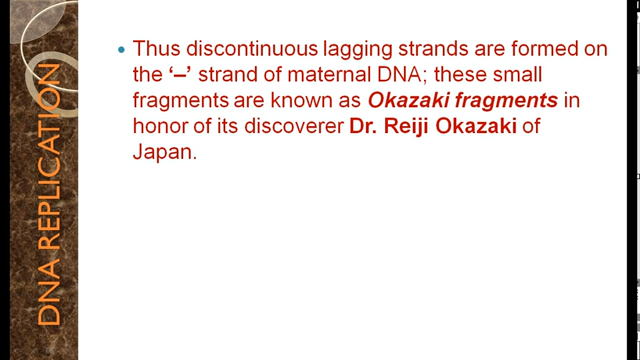 DNA REPLICATION
Thus discontinuous lagging strands are formed on
the ‘–’ strand of maternal DNA; these small
fragments are known as Okazaki fragments in
honor of its discoverer Dr. Reiji Okazaki of
Japan.